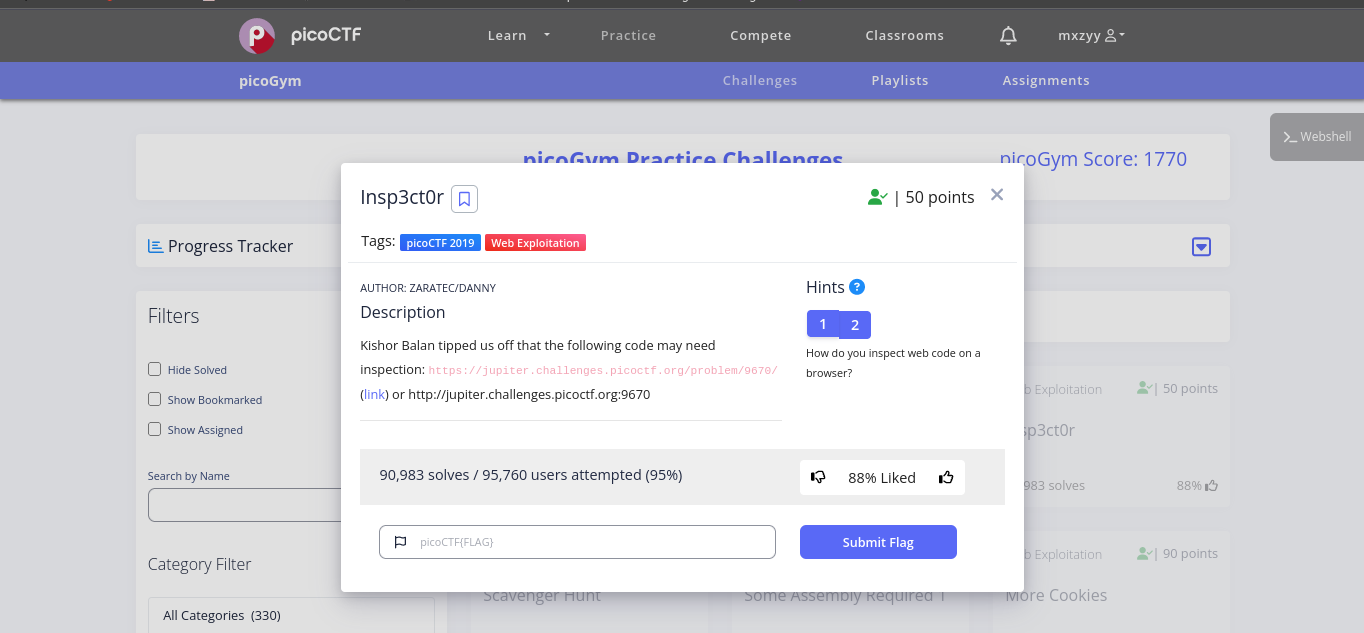 picoCTF
Learn
Practice
Compete
Classrooms
mxzyy
picoGym
Challenges
Playlists
Assignments
Webshell
picoGym Practice Challenges
picoGym Score: 1770
Progress Tracker
Filters
Hide Solved
Show Bookmarked
Show Assigned
Search by Name
Category Filter
All Categories (330)
Insp3ct0r
| 50 points
Tags: picoCTF 2019 Web Exploitation
AUTHOR: ZARATEC/DANNY
Description
Kishor Balan tipped us off that the following code may need
inspection: https://jupiter.challenges.picoctf.org/problem/9670/
(link) or http://jupiter.challenges.picoctf.org:9670
Hints ?
1 2
How do you inspect web code on a
browser?
90,983 solves / 95,760 users attempted (95%)
88% Liked
picoCTF{FLAG}
Submit Flag
b Exploitation | 50 points
sp3ct0r
983 solves 88%
b Exploitation | 90 points
Scavenger Hunt
Some Assembly Required 1
More Cookies